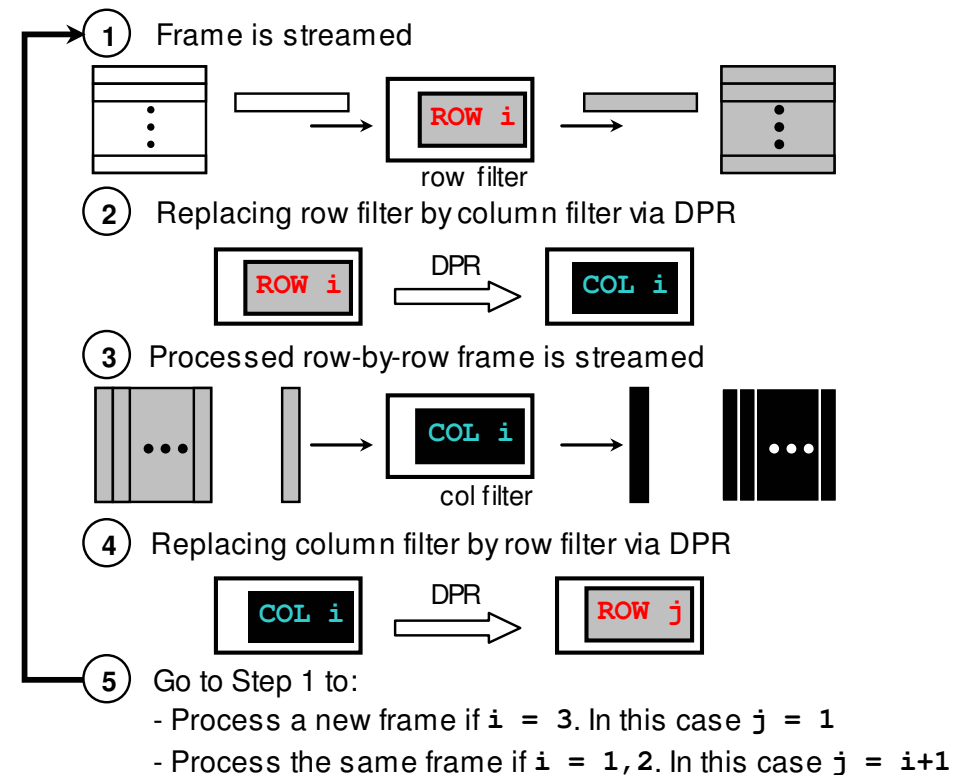 1 Frame is streamed
ROW i
row filter
2 Replacing row filter by column filter via DPR
ROW i DPR COL i
3 Processed row-by-row frame is streamed
COL i
col filter
4 Replacing column filter by row filter via DPR
COL i DPR ROW j
5 Go to Step 1 to:
- Process a new frame if i = 3. In this case j = 1
- Process the same frame if i = 1,2. In this case j = i+1